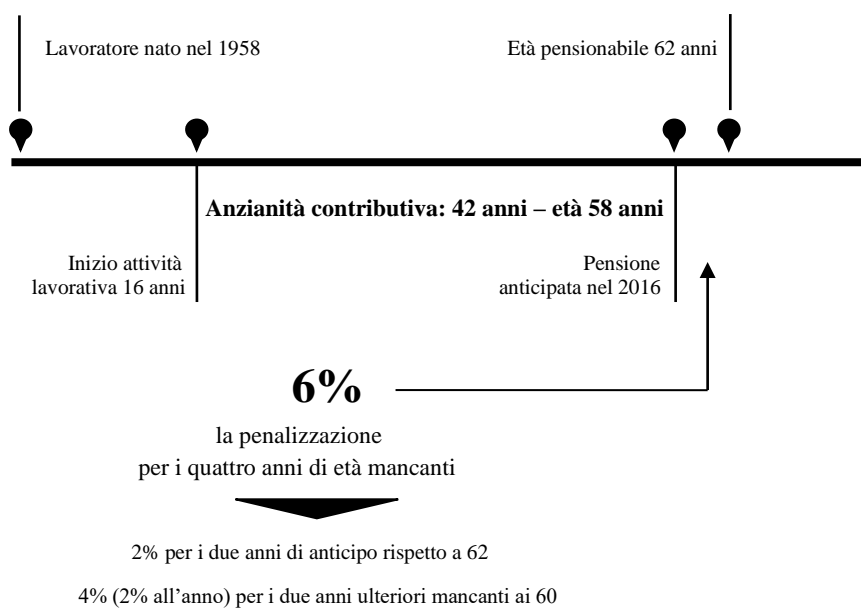 Lavoratore nato nel 1958
Età pensionabile 62 anni
Anzianità contributiva: 42 anni – età 58 anni
Inizio attività
lavorativa 16 anni
Pensione
anticipata nel 2016
6%
la penalizzazione
per i quattro anni di età mancanti
2% per i due anni di anticipo rispetto a 62
4% (2% all’anno) per i due anni ulteriori mancanti ai 60